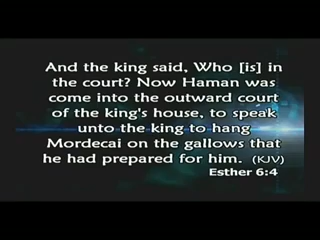 And the king said, Who [is] in
the court? Now Haman was
come into the outward court
of the king's house, to speak
unto the king to hang
Mordecai on the gallows that
he had prepared for him. (KJV)
Esther 6:4